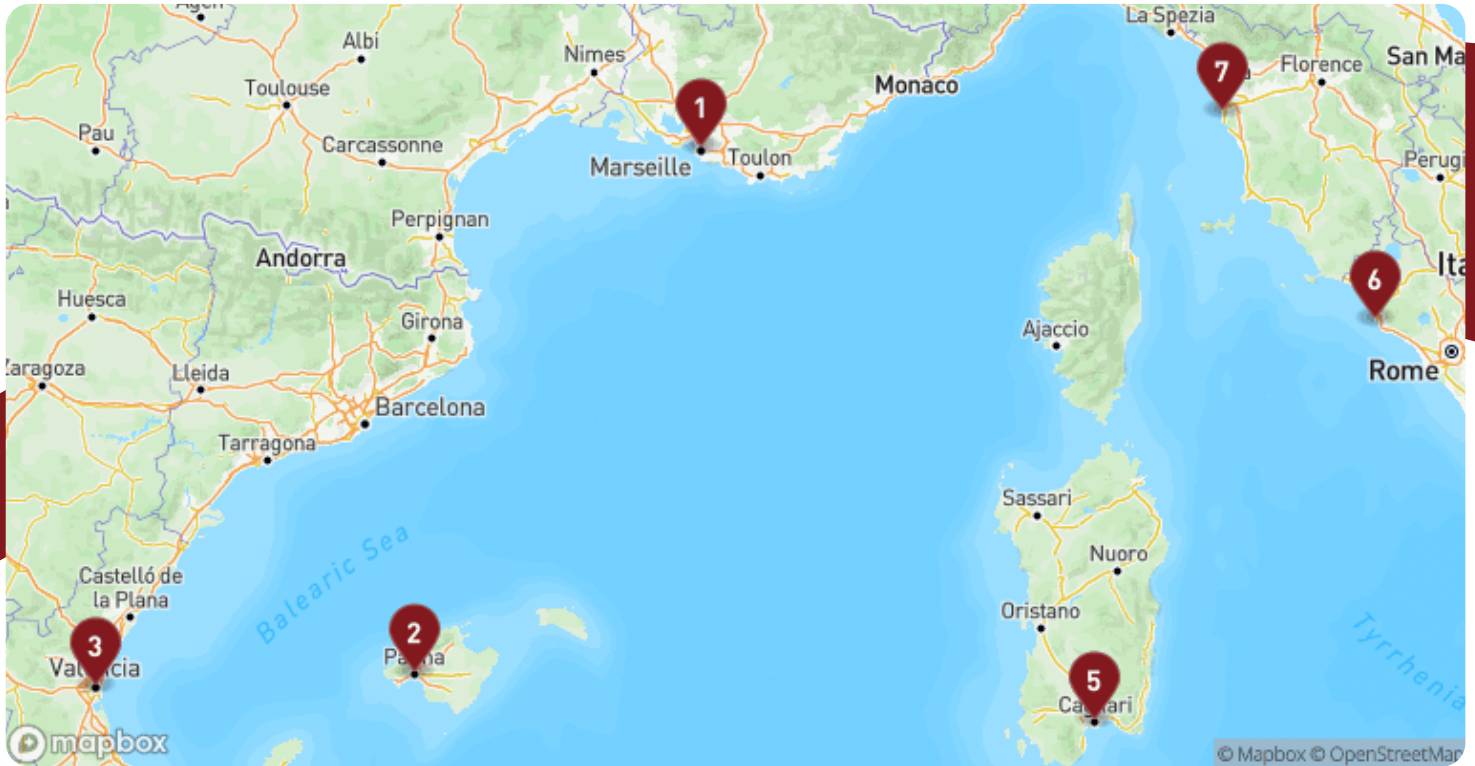 La Spezia
Albi
Nimes
Florence
San Ma
7
Monaco
Toulouse
1
Pau
Carcassonne
Marseille
Toulon
Perugi
Perpignan
Andorra
Ita
6
Huesca
Girona
Ajaccio
Zaragoza
Lleida
Rome
Barcelona
Tarragona
Sassari
Balearic Sea
Nuoro
Castelló de
la Plana
Oristano
2
Tyrrhenia
3
5
mapbox
© Mapbox © OpenStreetMap